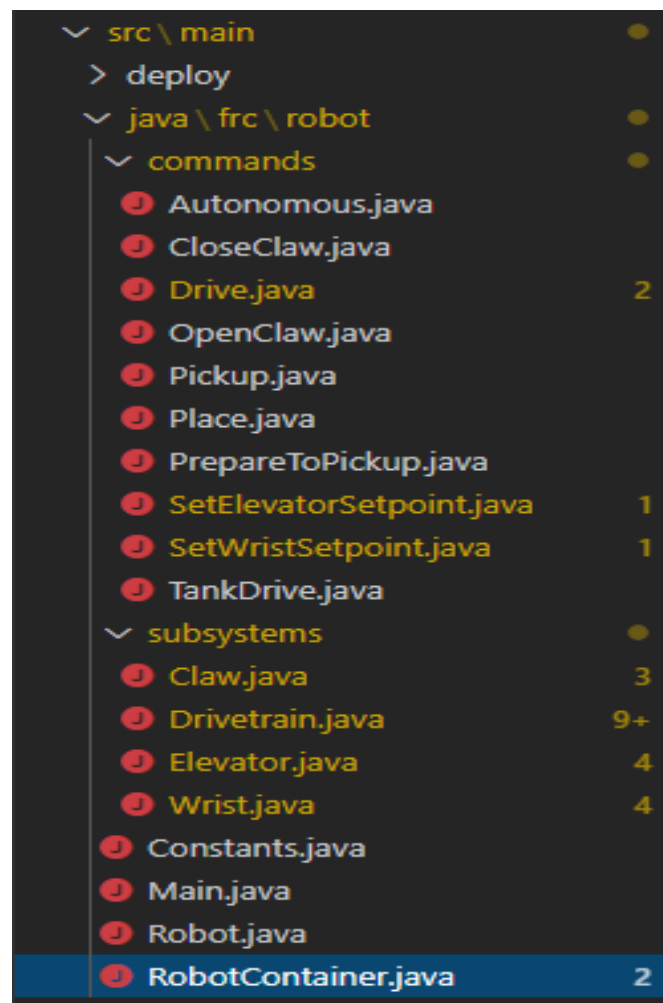 src \ main
deploy
java \ frc \ robot
commands
J Autonomous.java
J CloseClaw.java
J Drive.java 2
J OpenClaw.java
J Pickup.java
J Place.java
J PrepareToPickup.java
J SetElevatorSetpoint.java 1
J SetWristSetpoint.java 1
J TankDrive.java
subsystems
J Claw.java 3
J Drivetrain.java 9+
J Elevator.java 4
J Wrist.java 4
J Constants.java
J Main.java
J Robot.java
J RobotContainer.java 2